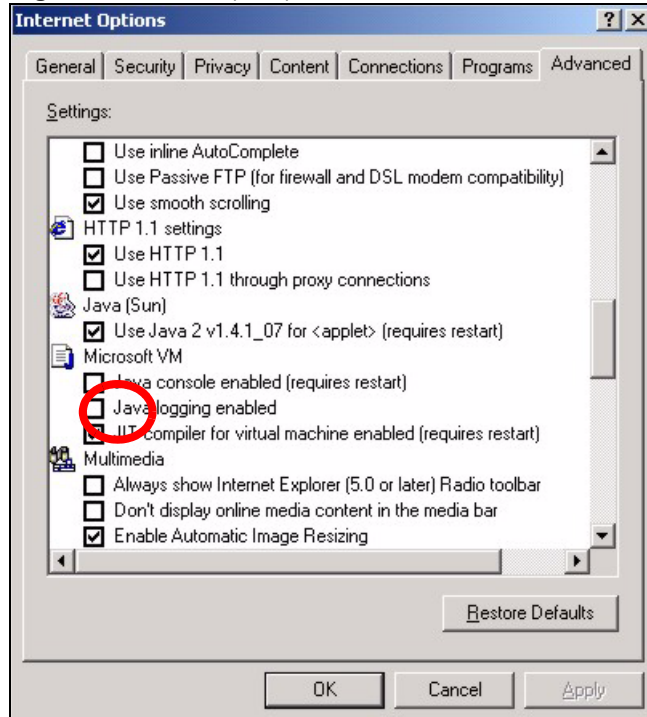 Internet Options
General
Security
Privacy
Content
Connections
Programs
Advanced
Settings:
Use inline AutoComplete
Use Passive FTP (for firewall and DSL modem compatibility)
Use smooth scrolling
HTTP 1.1 settings
Use HTTP 1.1
Use HTTP 1.1 through proxy connections
Java (Sun)
Use Java 2 v1.4.1_07 for <applet> (requires restart)
Microsoft VM
Java console enabled (requires restart)
Java logging enabled
JIT compiler for virtual machine enabled (requires restart)
Multimedia
Always show Internet Explorer (5.0 or later) Radio toolbar
Don't display online media content in the media bar
Enable Automatic Image Resizing
Restore Defaults
OK
Cancel
Apply